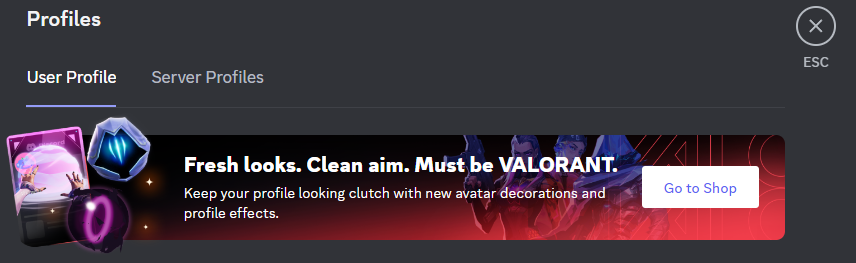 Profiles
ESC
User Profile
Server Profiles
Fresh looks. Clean aim. Must be VALORANT.
Keep your profile looking clutch with new avatar decorations and
profile effects.
Go to Shop